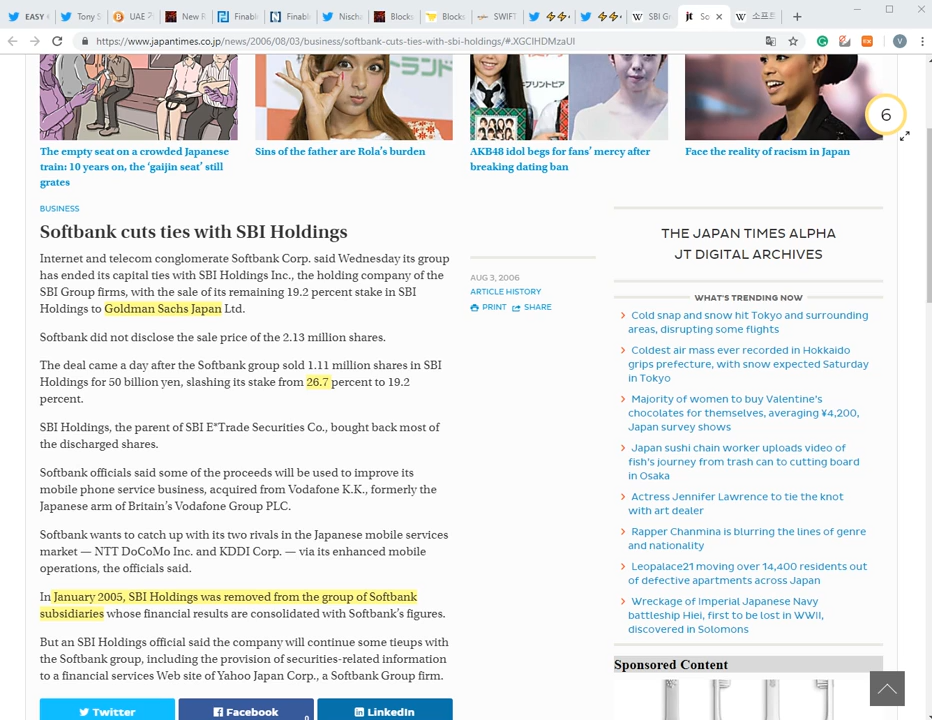 EASY
Tony S
UAE
New R
Finabl
Finabl
Nischa
Blocks
Blocks
SWIFT
SBI Gr
So
소프트
https://www.japantimes.co.jp/news/2006/08/03/business/softbank-cuts-ties-with-sbi-holdings/#.XGCIHDMzaUl
V
トランド
プリントピア
6
The empty seat on a crowded Japanese
train: 10 years on, the ‘gaijin seat’ still
grates
Sins of the father are Rola’s burden
AKB48 idol begs for fans’ mercy after
breaking dating ban
Face the reality of racism in Japan
BUSINESS
Softbank cuts ties with SBI Holdings
Internet and telecom conglomerate Softbank Corp. said Wednesday its group
has ended its capital ties with SBI Holdings Inc., the holding company of the
SBI Group firms, with the sale of its remaining 19.2 percent stake in SBI
Holdings to Goldman Sachs Japan Ltd.
Softbank did not disclose the sale price of the 2.13 million shares.
The deal came a day after the Softbank group sold 1.11 million shares in SBI
Holdings for 50 billion yen, slashing its stake from 26.7 percent to 19.2
percent.
SBI Holdings, the parent of SBI E*Trade Securities Co., bought back most of
the discharged shares.
Softbank officials said some of the proceeds will be used to improve its
mobile phone service business, acquired from Vodafone K.K., formerly the
Japanese arm of Britain’s Vodafone Group PLC.
Softbank wants to catch up with its two rivals in the Japanese mobile services
market — NTT DoCoMo Inc. and KDDI Corp. — via its enhanced mobile
operations, the officials said.
In January 2005, SBI Holdings was removed from the group of Softbank
subsidiaries whose financial results are consolidated with Softbank’s figures.
But an SBI Holdings official said the company will continue some tieups with
the Softbank group, including the provision of securities-related information
to a financial services Web site of Yahoo Japan Corp., a Softbank Group firm.
Twitter
Facebook
0
LinkedIn
AUG 3, 2006
ARTICLE HISTORY
PRINT
SHARE
THE JAPAN TIMES ALPHA
JT DIGITAL ARCHIVES
WHAT'S TRENDING NOW
Cold snap and snow hit Tokyo and surrounding
areas, disrupting some flights
Coldest air mass ever recorded in Hokkaido
grips prefecture, with snow expected Saturday
in Tokyo
Majority of women to buy Valentine's
chocolates for themselves, averaging ¥4,200,
Japan survey shows
Japan sushi chain worker uploads video of
fish's journey from trash can to cutting board
in Osaka
Actress Jennifer Lawrence to tie the knot
with art dealer
Rapper Chanmina is blurring the lines of genre
and nationality
Leopalace21 moving over 14,400 residents out
of defective apartments across Japan
Wreckage of Imperial Japanese Navy
battleship Hiei, first to be lost in WWII,
discovered in Solomons
Sponsored Content